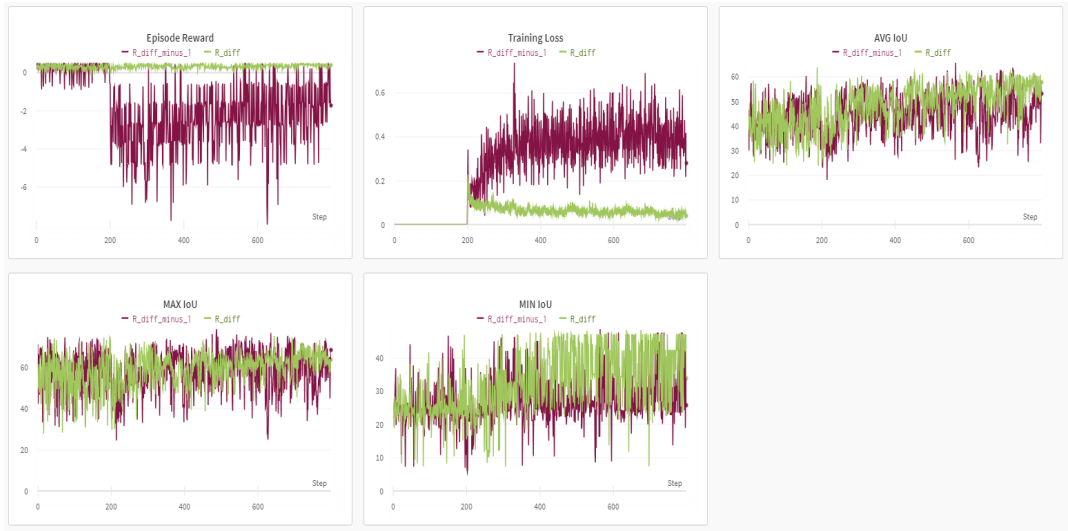 Episode Reward
R_diff_minus_1 R_diff
0
-2
-4
-6
Step
0 200 400 600
Training Loss
R_diff_minus_1 R_diff
0.6
0.4
0.2
0
0 200 400 600
AVG IoU
R_diff_minus_1 R_diff
60
50
40
30
20
10
0
Step
0 200 400 600
MAX IoU
R_diff_minus_1 R_diff
60
40
20
0
Step
0 200 400 600
MIN IoU
R_diff_minus_1 R_diff
40
30
20
10
0
Step
0 200 400 600